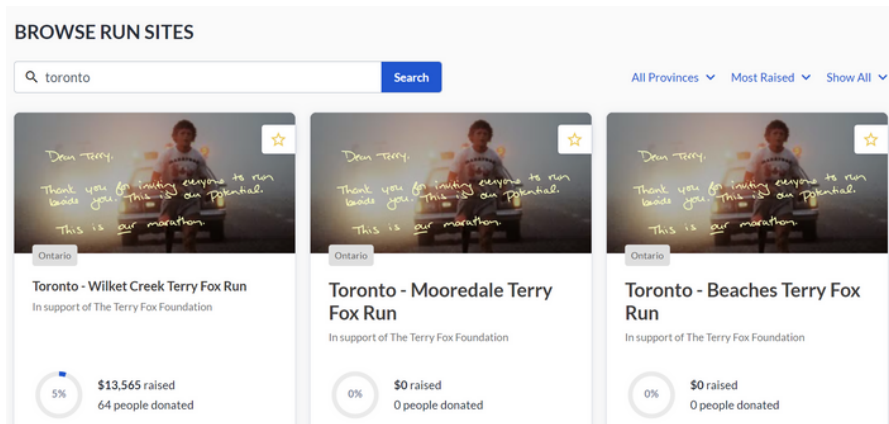 BROWSE RUN SITES
toronto
Search
All Provinces
Most Raised
Show All
Dear Terry,
Thank you for inviting everyone to run
beside you. This is our potential.
This is our marathon.
Ontario
Toronto - Wilket Creek Terry Fox Run
In support of The Terry Fox Foundation
5%
$13,565 raised
64 people donated
Dear Terry,
Thank you for inviting everyone to run
beside you. This is our potential.
This is our marathon.
Ontario
Toronto - Mooredale Terry
Fox Run
In support of The Terry Fox Foundation
0%
$0 raised
0 people donated
Dear Terry,
Thank you for inviting everyone to run
beside you. This is our potential.
This is our marathon.
Ontario
Toronto - Beaches Terry Fox
Run
In support of The Terry Fox Foundation
0%
$0 raised
0 people donated